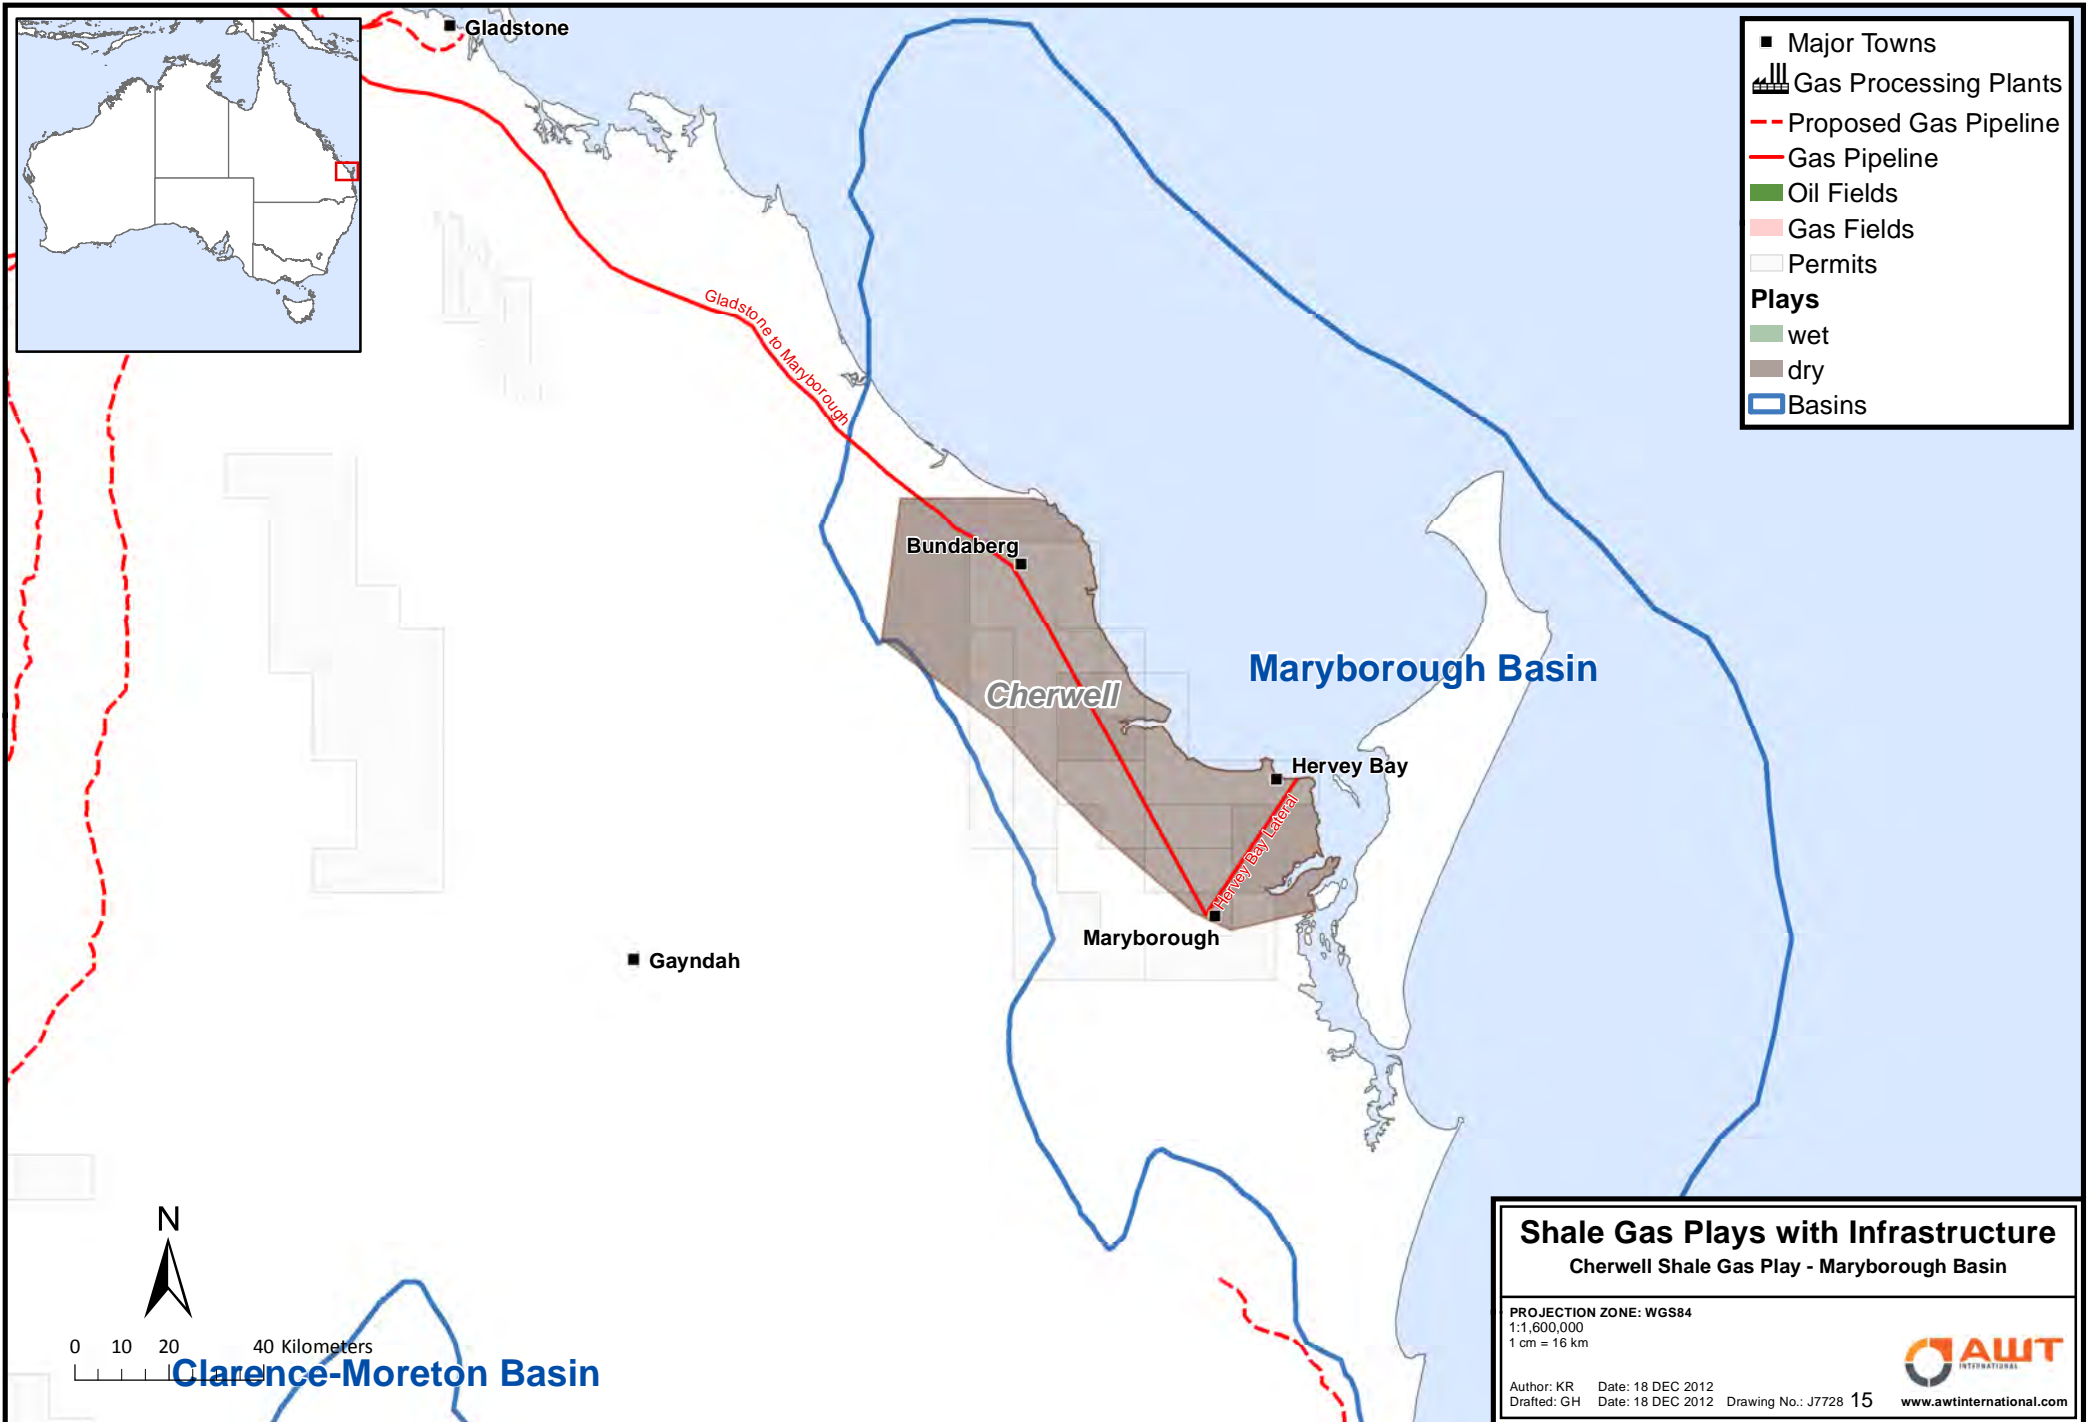 Gladstone
Major Towns
Gas Processing Plants
Proposed Gas Pipeline
Gas Pipeline
Oil Fields
Gas Fields
Permits
Plays
wet
dry
Basins
Gladstone to Maryborough
Bundaberg
Cherwell
Maryborough Basin
Hervey Bay
Hervey Bay Lateral
Maryborough
Gayndah
N
0 10 20 40 Kilometers
Clarence-Moreton Basin
Shale Gas Plays with Infrastructure
Cherwell Shale Gas Play - Maryborough Basin
PROJECTION ZONE: WGS84
1:1,600,000
1 cm = 16 km
AWT
INTERNATIONAL
Author: KR Date: 18 DEC 2012
Drafted: GH Date: 18 DEC 2012 Drawing No.: J7728 15 www.awtinternational.com